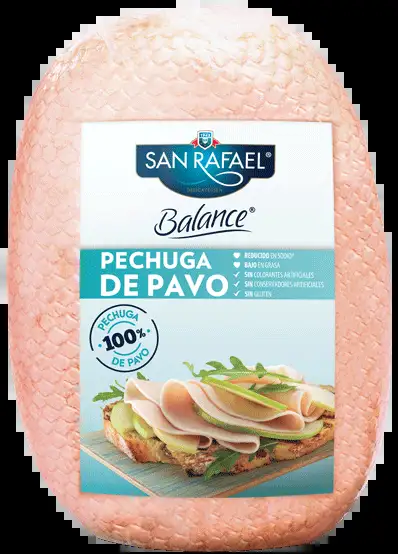 SAN RAFAEL®
DELICATESSEN
Balance®
PECHUGA
DE PAVO
REDUCIDO EN SODIO*
BAJO EN GRASA
SIN COLORANTES ARTIFICIALES
SIN CONSERVADORES ARTIFICIALES
SIN GLUTEN
PECHUGA
100%
DE PAVO